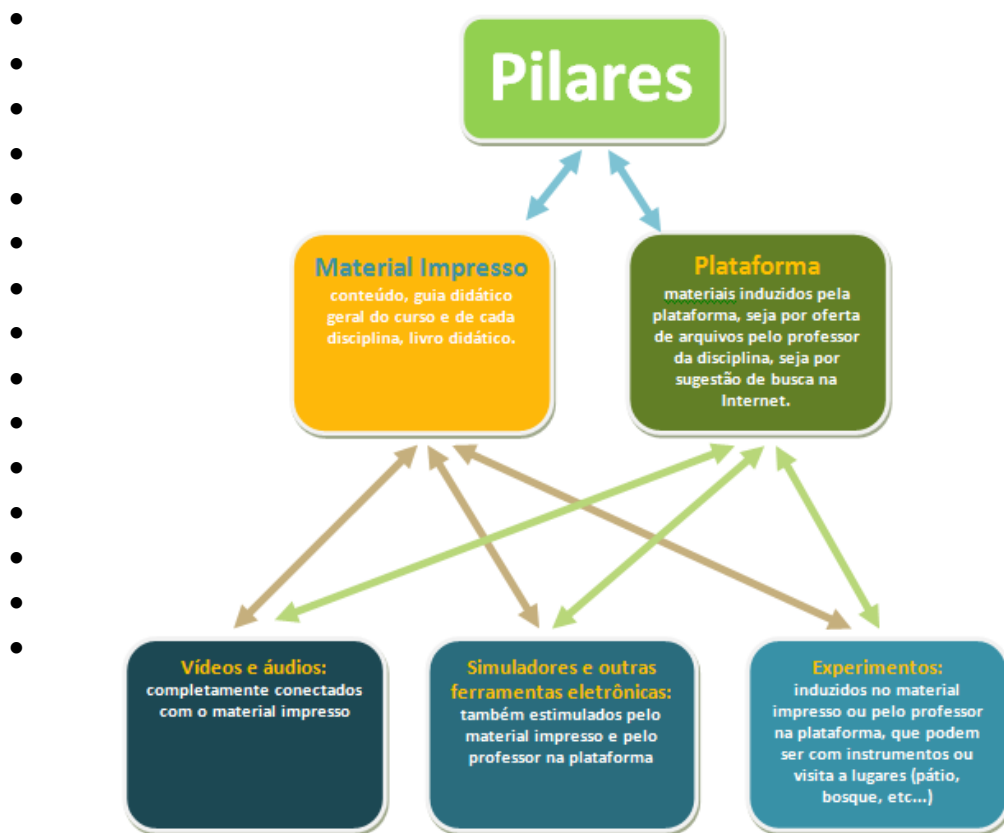 Pilares
Material Impresso
conteúdo, guia didático
geral do curso e de cada
disciplina, livro didático.
Plataforma
materiais induzidos pela
plataforma, seja por oferta
de arquivos pelo professor
da disciplina, seja por
sugestão de busca na
Internet.
Vídeos e áudios:
completamente conectados
com o material impresso
Simuladores e outras
ferramentas eletrônicas:
também estimulados pelo
material impresso e pelo
professor na plataforma
Experimentos:
induzidos no material
impresso ou pelo professor
na plataforma, que podem
ser com instrumentos ou
visita a lugares (pátio,
bosque, etc...)